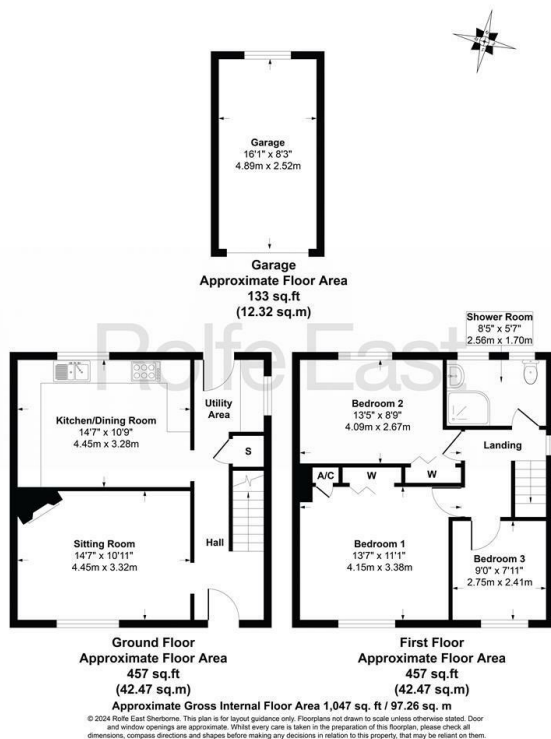 Garage
16'1" x 8'3"
4.89m x 2.52m
Garage
Approximate Floor Area
133 sq.ft
(12.32 sq.m)
Rolfe East
Shower Room
8'5" x 5'7"
2.56m x 1.70m
Kitchen/Dining Room
14'7" x 10'9"
4.45m x 3.28m
Utility
Area
S
Bedroom 2
13'5" x 8'9"
4.09m x 2.67m
Landing
A/C
W
W
Sitting Room
14'7" x 10'11"
4.45m x 3.32m
Hall
Bedroom 1
13'7" x 11'1"
4.15m x 3.38m
Bedroom 3
9'0" x 7'11"
2.75m x 2.41m
Ground Floor
Approximate Floor Area
457 sq.ft
(42.47 sq.m)
First Floor
Approximate Floor Area
457 sq.ft
(42.47 sq.m)
Approximate Gross Internal Floor Area 1,047 sq. ft / 97.26 sq. m
© 2024 Rolfe East Sherborne. This plan is for layout guidance only. Floorplans not drawn to scale unless otherwise stated. Door
and window openings are approximate. Whilst every care is taken in the preparation of this floorplan, please check all
dimensions, compass directions and shapes before making any decisions in relation to this property, that may be reliant on them.